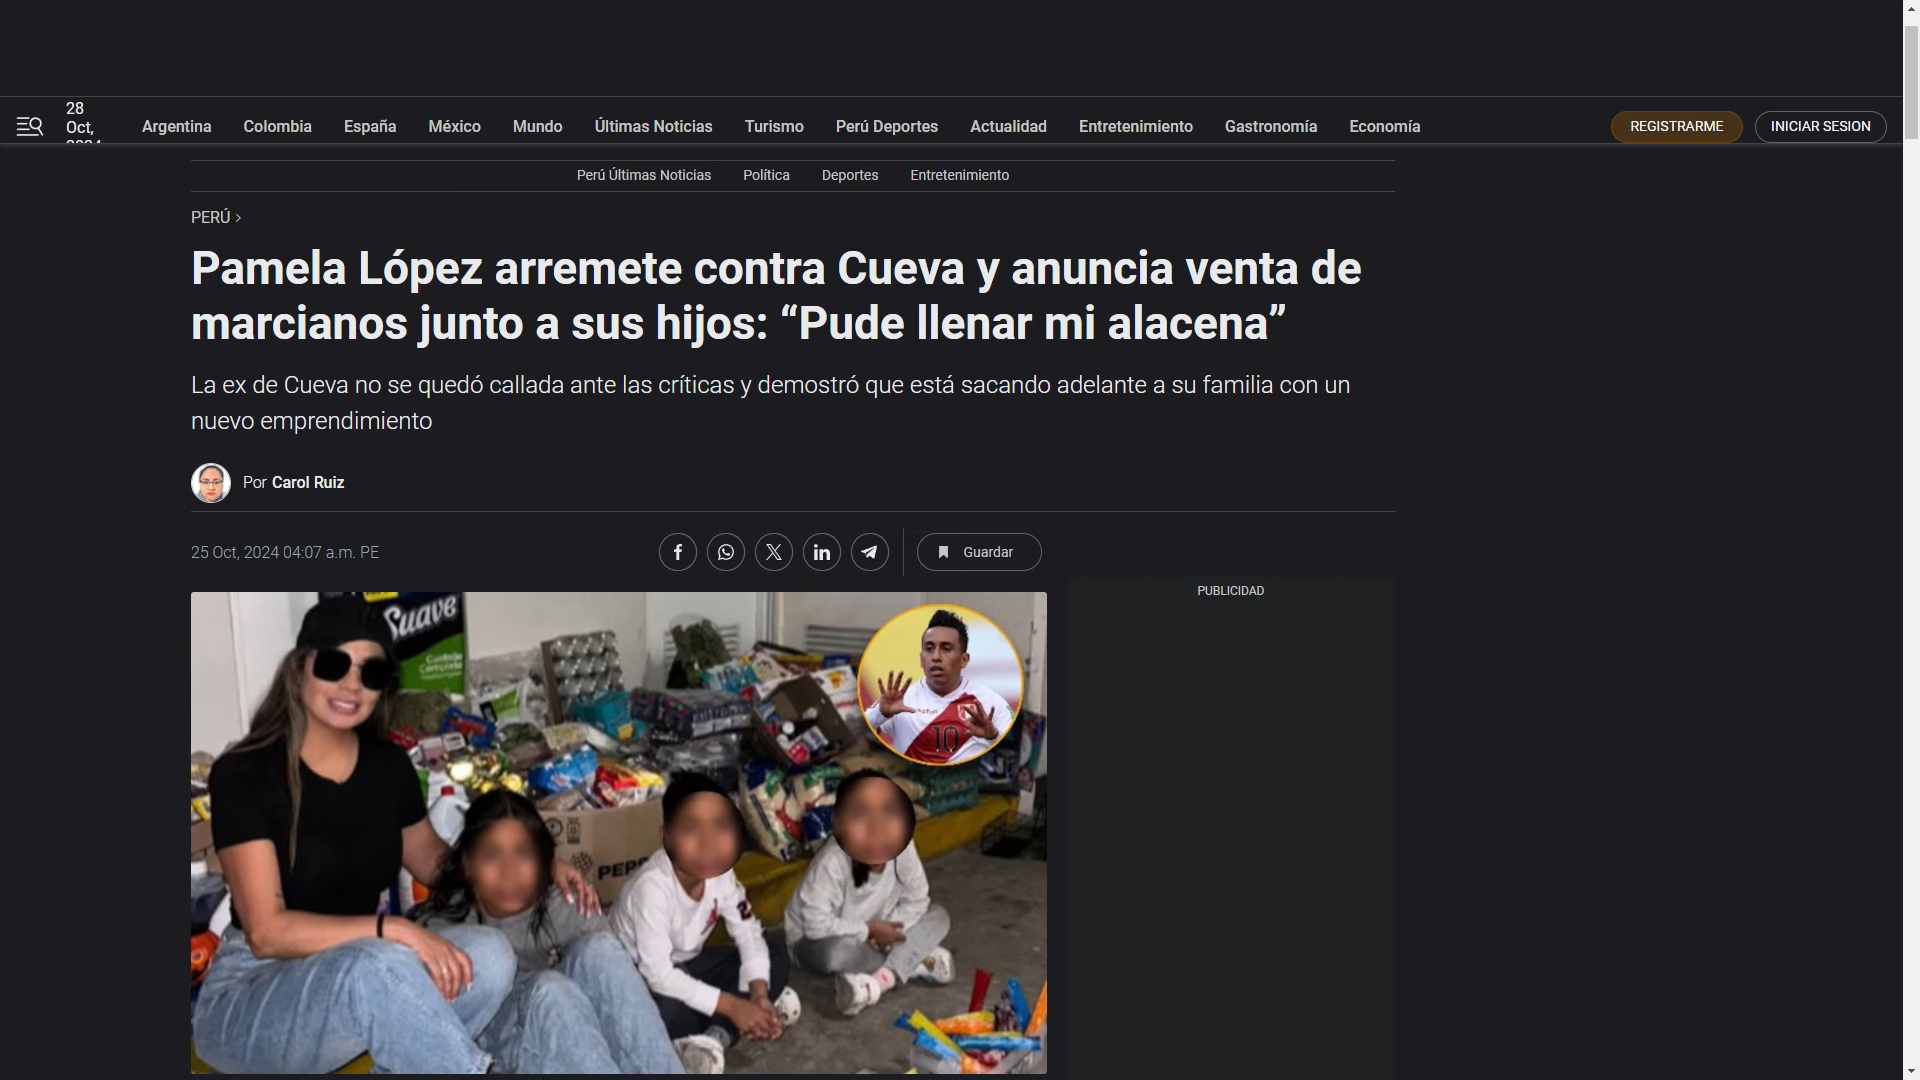 28
Oct,
2024
Argentina
Colombia
España
México
Mundo
Últimas Noticias
Turismo
Perú Deportes
Actualidad
Entretenimiento
Gastronomía
Economía
REGISTRARME
INICIAR SESION
Perú Últimas Noticias
Política
Deportes
Entretenimiento
PERÚ >
Pamela López arremete contra Cueva y anuncia venta de
marcianos junto a sus hijos: “Pude llenar mi alacena”
La ex de Cueva no se quedó callada ante las críticas y demostró que está sacando adelante a su familia con un
nuevo emprendimiento
Por Carol Ruiz
25 Oct, 2024 04:07 a.m. PE
Guardar
PUBLICIDAD
Suave
10
PEPS